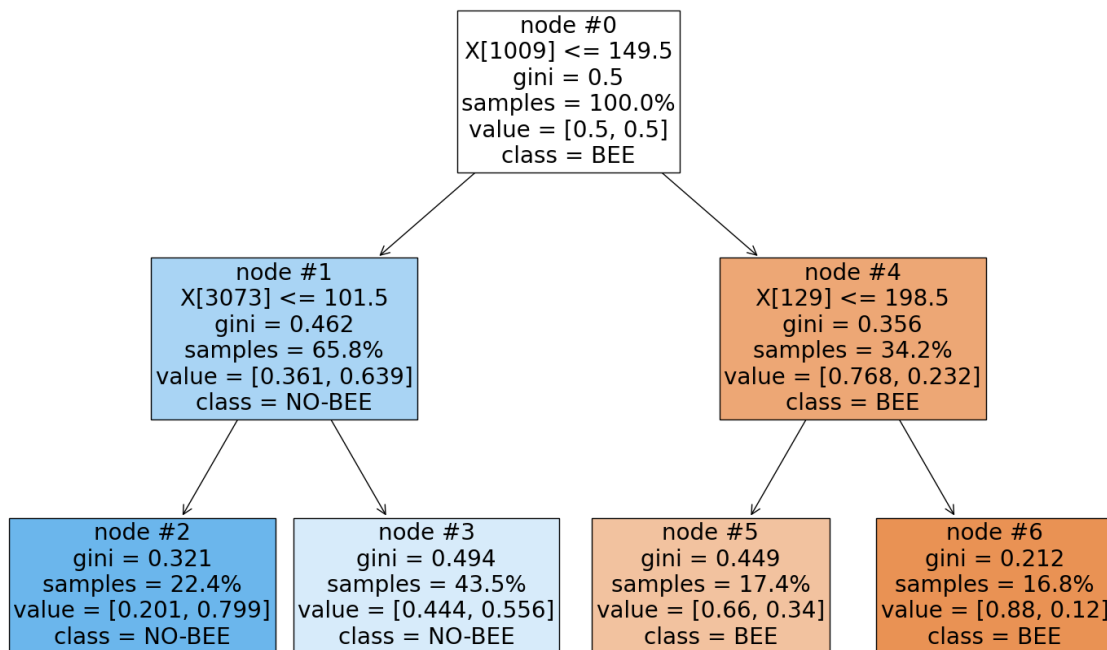 node #0
X[1009] <= 149.5
gini = 0.5
samples = 100.0%
value = [0.5, 0.5]
class = BEE
node #1
X[3073] <= 101.5
gini = 0.462
samples = 65.8%
value = [0.361, 0.639]
class = NO-BEE
node #4
X[129] <= 198.5
gini = 0.356
samples = 34.2%
value = [0.768, 0.232]
class = BEE
node #2
gini = 0.321
samples = 22.4%
value = [0.201, 0.799]
class = NO-BEE
node #3
gini = 0.494
samples = 43.5%
value = [0.444, 0.556]
class = NO-BEE
node #5
gini = 0.449
samples = 17.4%
value = [0.66, 0.34]
class = BEE
node #6
gini = 0.212
samples = 16.8%
value = [0.88, 0.12]
class = BEE